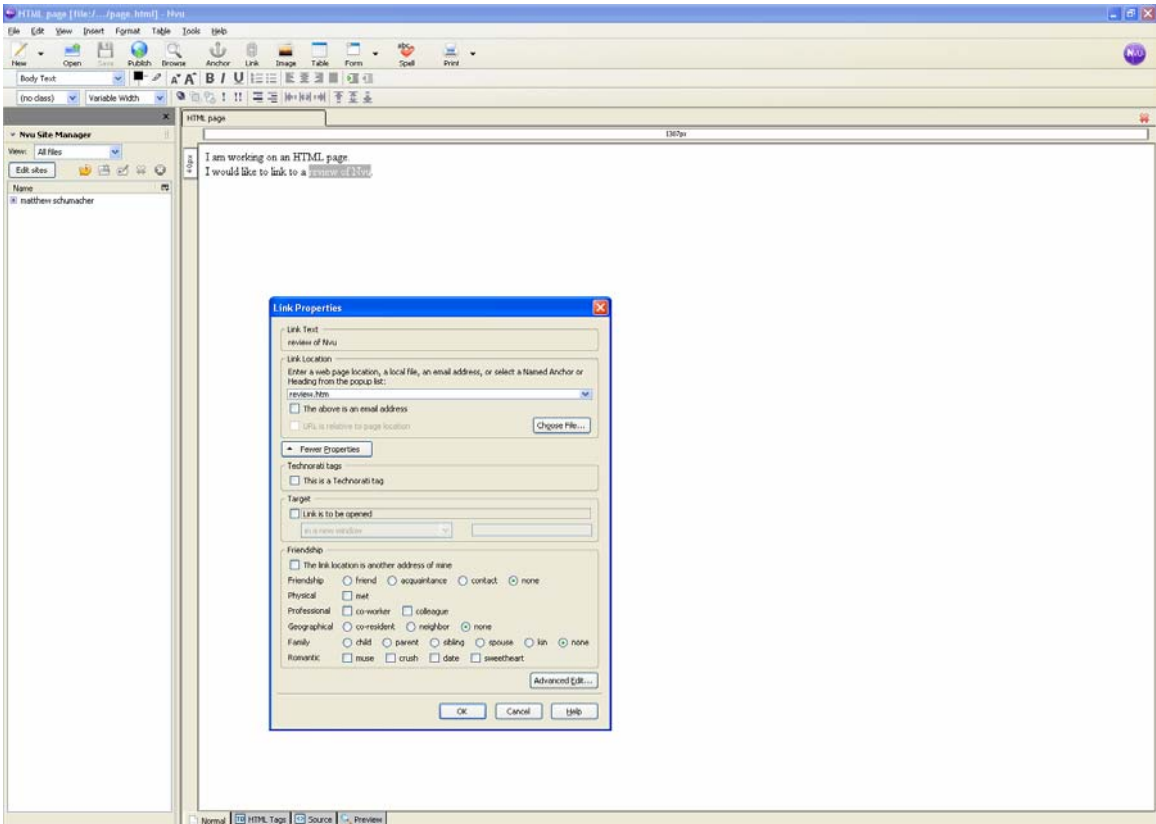 HTML page [file:/.../page.html] - Nvu
File Edit View Insert Format Table Tools Help
New Open Save Publish Browse Anchor Link Image Table Form Spell Print
Nvu
Body Text
(no class) Variable Width
HTML page
Nvu Site Manager
1307px
View: All files
40px
I am working on an HTML page
I would like to link to a review of Nvu
Edit sites
Name
matthew schumacher
Link Properties
Link Text
review of Nvu
Link Location
Enter a web page location, a local file, an email address, or select a Named Anchor or
Heading from the popup list:
review.htm
The above is an email address
URL is relative to page location
Choose File...
Fewer Properties
Technorati tags
This is a Technorati tag
Target
Link is to be opened
in a new window
Friendship
The link location is another address of mine
Friendship friend acquaintance contact none
Physical met
Professional co-worker colleague
Geographical co-resident neighbor none
Family child parent sibling spouse kin none
Romantic muse crush date sweetheart
Advanced Edit...
OK Cancel Help
Normal HTML Tags Source Preview